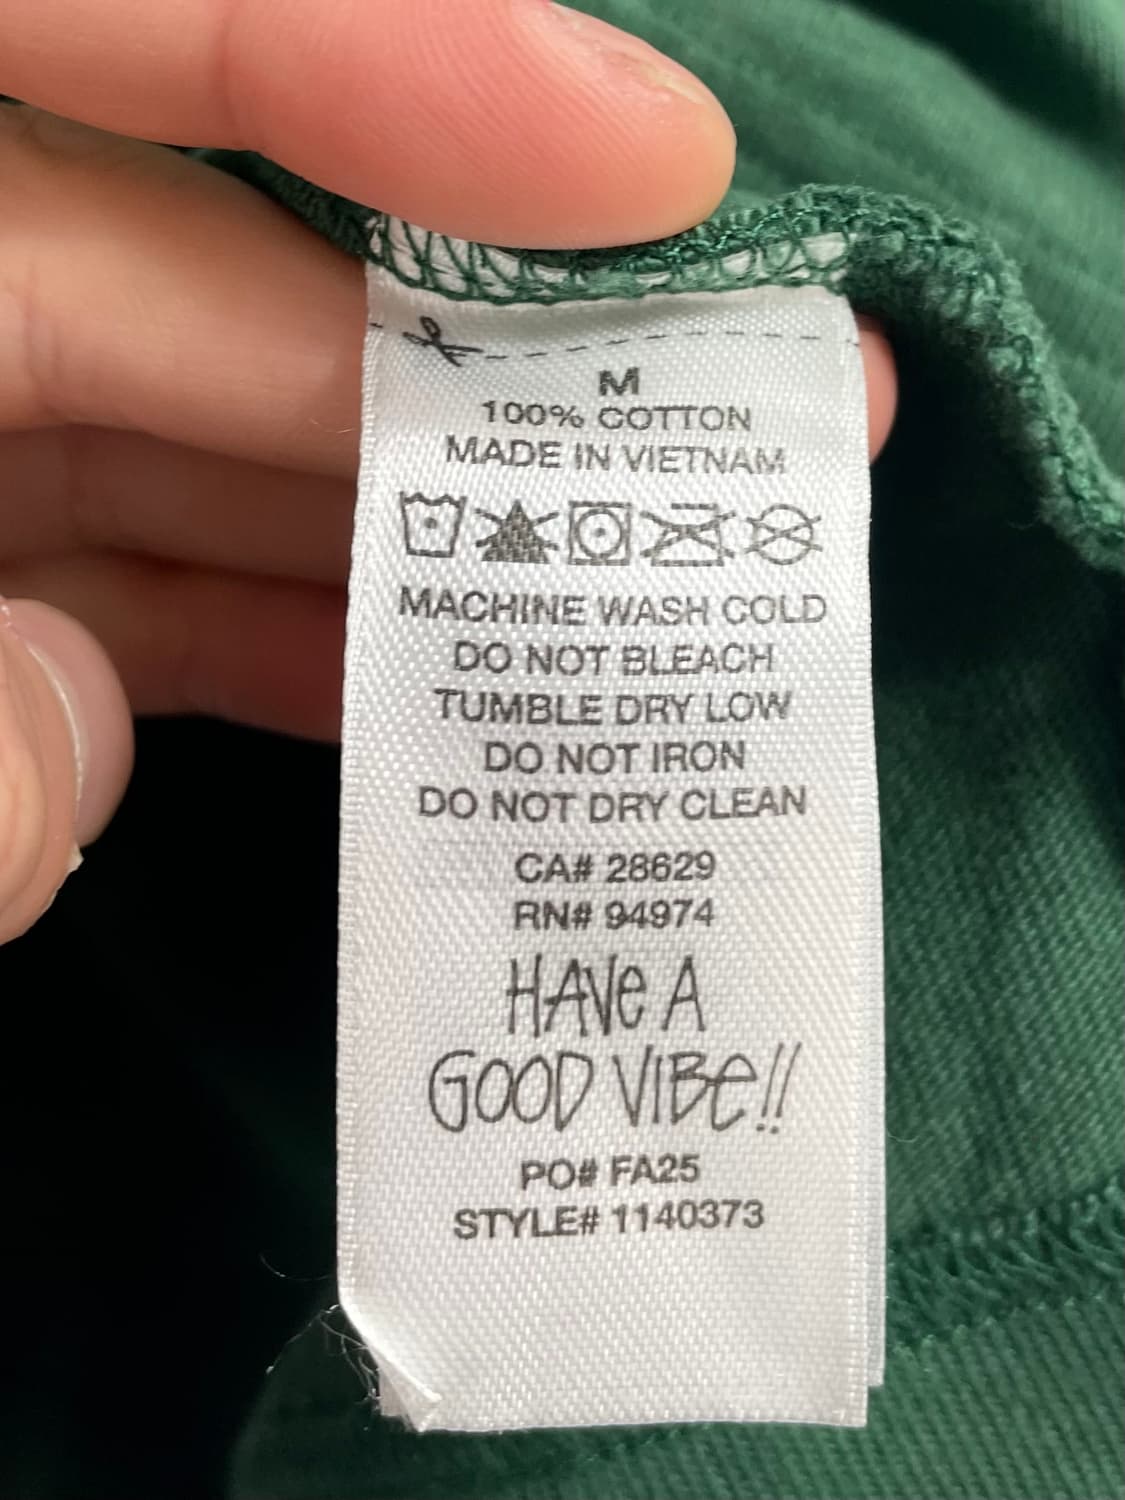 M
100% COTTON
MADE IN VIETNAM
MACHINE WASH COLD
DO NOT BLEACH
TUMBLE DRY LOW
DO NOT IRON
DO NOT DRY CLEAN
CA# 28629
RN# 94974
HAVe A
GOOD VIBe!!
PO# FA25
STYLE# 1140373